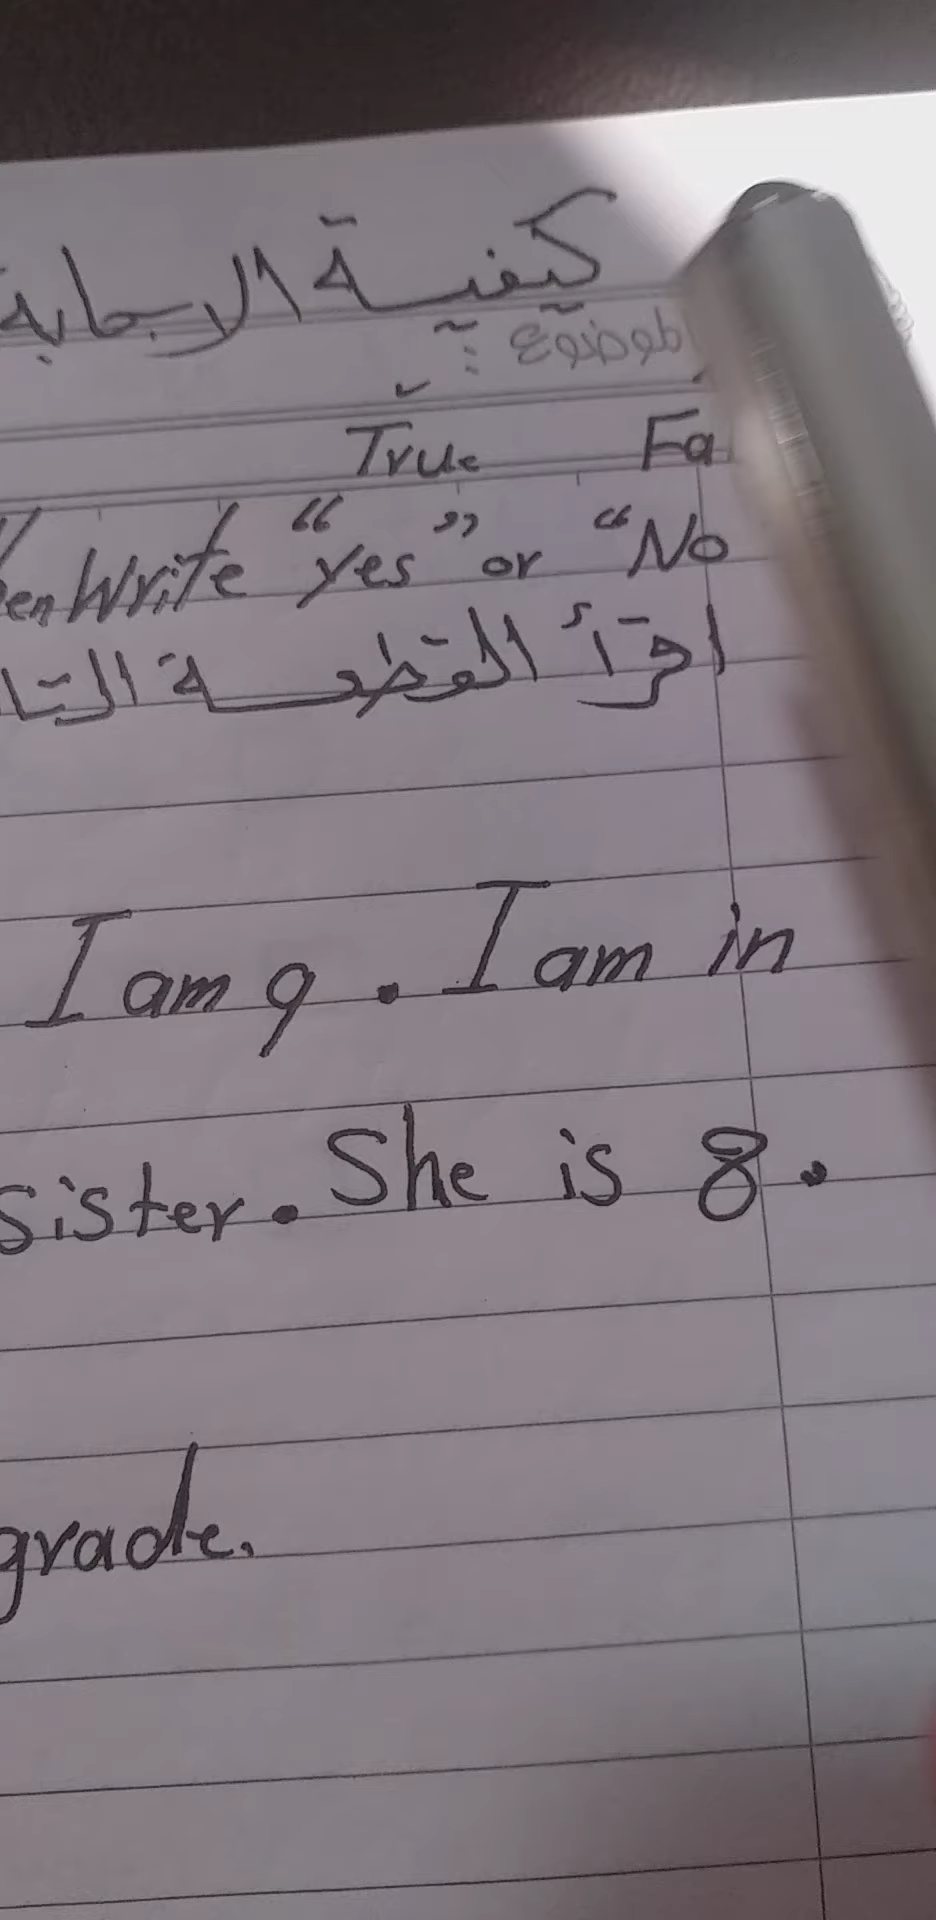 كيفية الاجابة
الموضوع :
True Fa
Write "yes" or "No
اقرأ القطعة
I am 9. I am in
sister. She is 8.
grade.